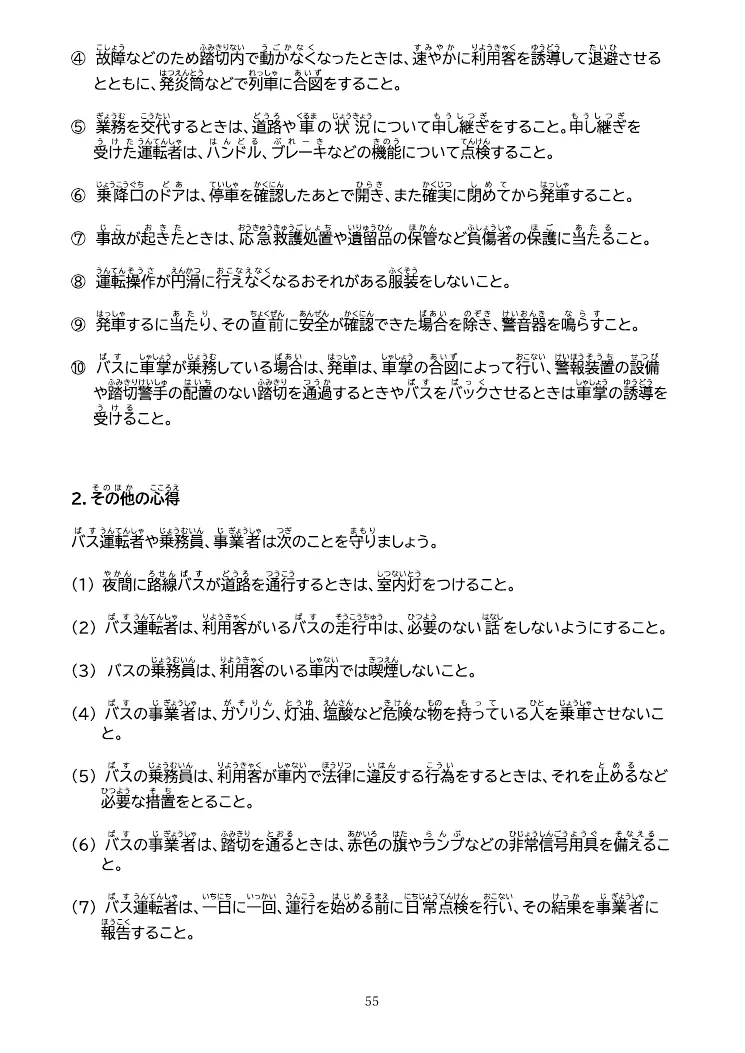 ④ 故障などのため踏切内で動かなくなったときは、速やかに利用客を誘導して退避させる
とともに、発炎筒などで列車に合図をすること。
⑤ 業務を交代するときは、道路や車の状況について申し継ぎをすること。申し継ぎを
受けた運転者は、ハンドル、ブレーキなどの機能について点検すること。
⑥ 乗降口のドアは、停車を確認したあとで開き、また確実に閉めてから発車すること。
⑦ 事故が起きたときは、応急救護処置や遺留品の保管など負傷者の保護に当たること。
⑧ 運転操作が円滑に行えなくなるおそれがある服装をしないこと。
⑨ 発車するに当たり、その直前に安全が確認できた場合を除き、警音器を鳴らすこと。
⑩ バスに車掌が乗務している場合は、発車は、車掌の合図によって行い、警報装置の設備
や踏切警手の配置のない踏切を通過するときやバスをバックさせるときは車掌の誘導を
受けること。
2. その他の心得
バス運転者や乗務員、事業者は次のことを守りましょう。
(1) 夜間に路線バスが道路を通行するときは、室内灯をつけること。
(2) バス運転者は、利用客がいるバスの走行中は、必要のない話をしないようにすること。
(3) バスの乗務員は、利用客のいる車内では喫煙しないこと。
(4) バスの事業者は、ガソリン、灯油、塩酸など危険な物を持っている人を乗車させないこ
と。
(5) バスの乗務員は、利用客が車内で法律に違反する行為をするときは、それを止めるなど
必要な措置をとること。
(6) バスの事業者は、踏切を通るときは、赤色の旗やランプなどの非常信号用具を備えるこ
と。
(7) バス運転者は、一日に一回、運行を始める前に日常点検を行い、その結果を事業者に
報告すること。
55